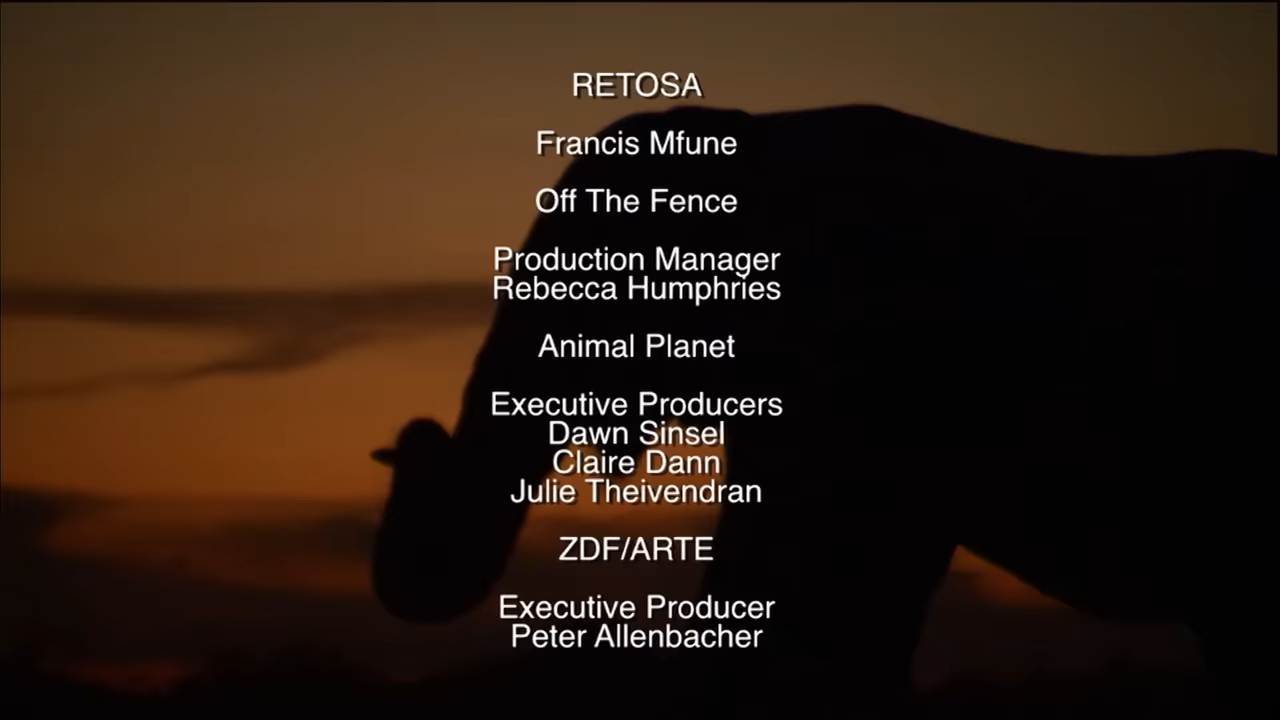 RETOSA
Francis Mfune
Off The Fence
Production Manager
Rebecca Humphries
Animal Planet
Executive Producers
Dawn Sinsel
Claire Dann
Julie Theivendran
ZDF/ARTE
Executive Producer
Peter Allenbacher